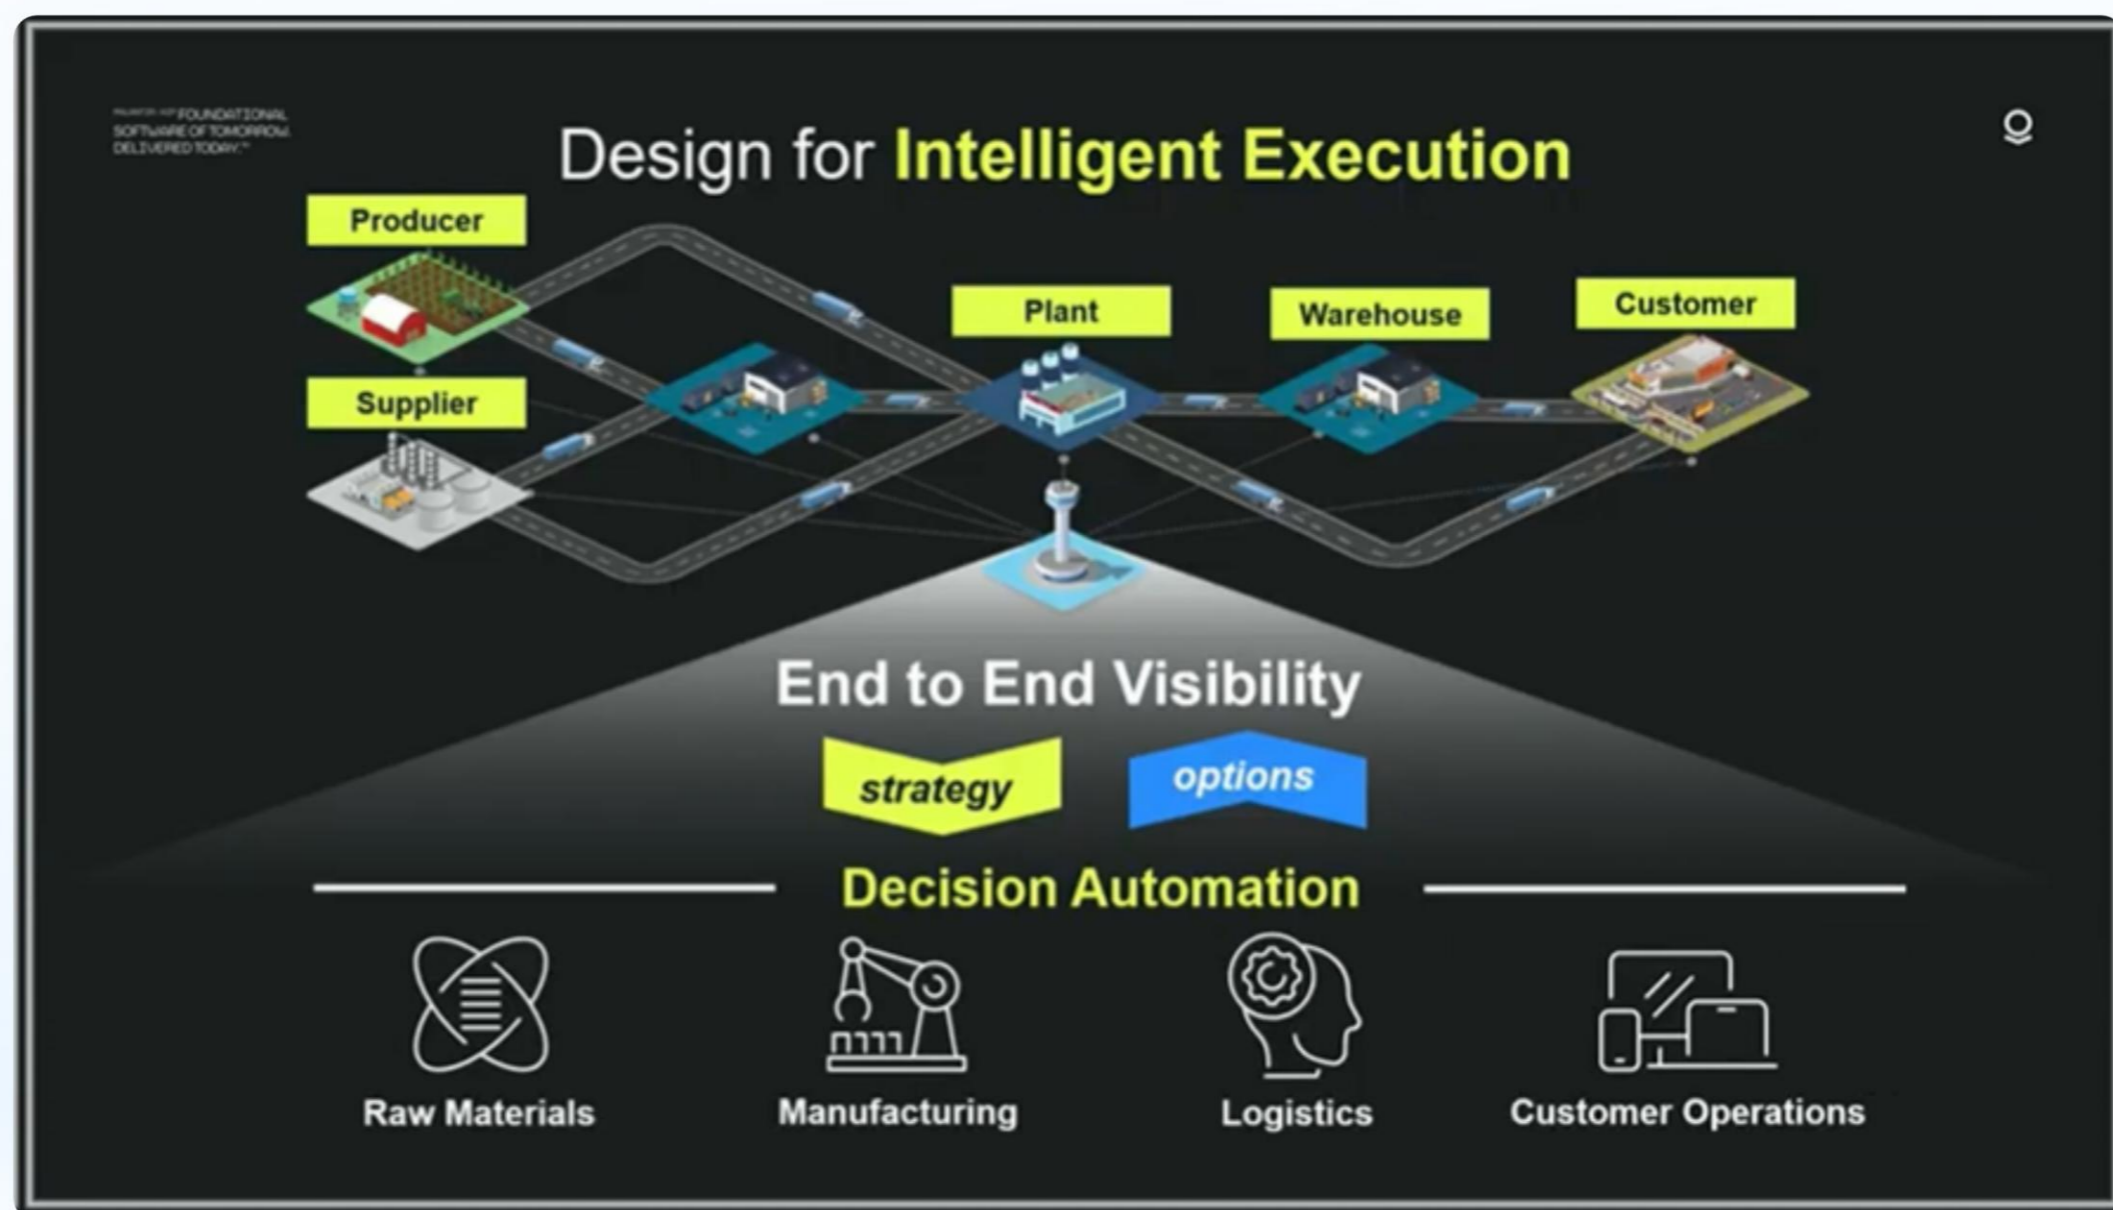 FOUNDATIONAL
SOFTWARE OF TOMORROW.
DELIVERED TODAY.™
Design for Intelligent Execution
Producer
Supplier
Plant
Warehouse
Customer
End to End Visibility
strategy
options
Decision Automation
Raw Materials
Manufacturing
Logistics
Customer Operations